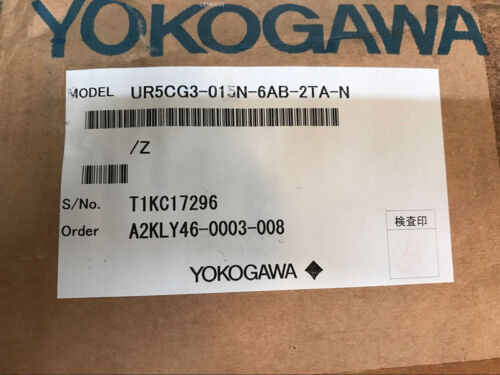 YOKOGAWA
MODEL UR5CG3-015N-6AB-2TA-N
/Z
S/No. T1KC17296
Order A2KLY46-0003-008
検査印
YOKOGAWA